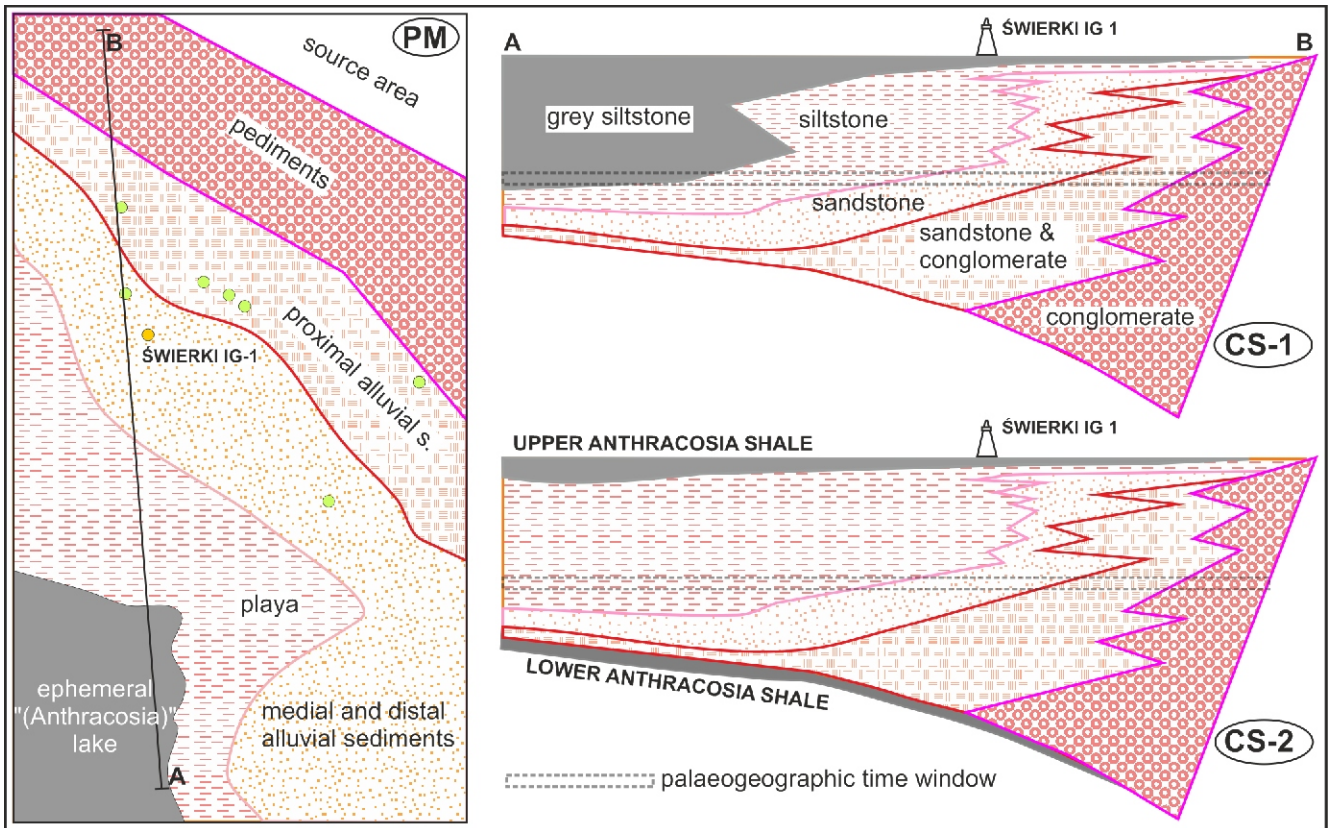 PM
B
source area
pediments
proximal alluvial s.
ŚWIERKI IG-1
playa
ephemeral
"(Anthracosia)"
lake
medial and distal
alluvial sediments
A
A
ŚWIERKI IG 1
B
grey siltstone
siltstone
sandstone
sandstone &
conglomerate
conglomerate
CS-1
ŚWIERKI IG 1
UPPER ANTHRACOSIA SHALE
LOWER ANTHRACOSIA SHALE
CS-2
palaeogeographic time window